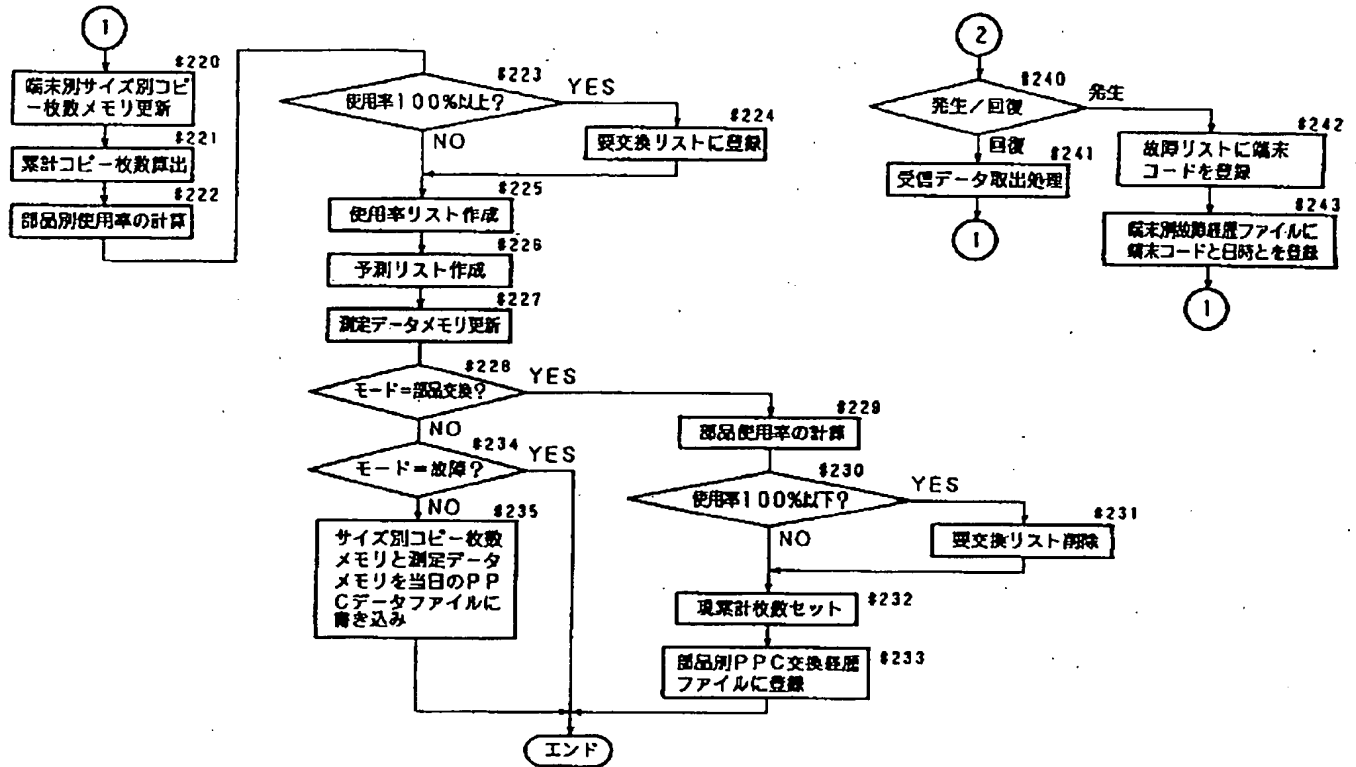 1
#220
端末別サイズ別コピ
ー枚数メモリ更新
#221
累計コピー枚数算出
#222
部品別使用率の計算
#223
使用率100%以上?
YES
NO
#224
要交換リストに登録
#225
使用率リスト作成
#226
予測リスト作成
#227
測定データメモリ更新
#228
モード=部品交換?
YES
NO
#229
部品使用率の計算
#230
使用率100%以下?
YES
NO
#231
要交換リスト削除
#232
現累計枚数セット
#233
部品別PPC交換経歴
ファイルに登録
#234
モード=故障?
YES
NO
#235
サイズ別コピー枚数
メモリと測定データ
メモリを当日のPP
Cデータファイルに
書き込み
エンド
2
#240
発生/回復
発生
回復
#241
受信データ取出処理
1
#242
故障リストに端末
コードを登録
#243
端末別故障経歴ファイルに
端末コードと日時とを登録
1